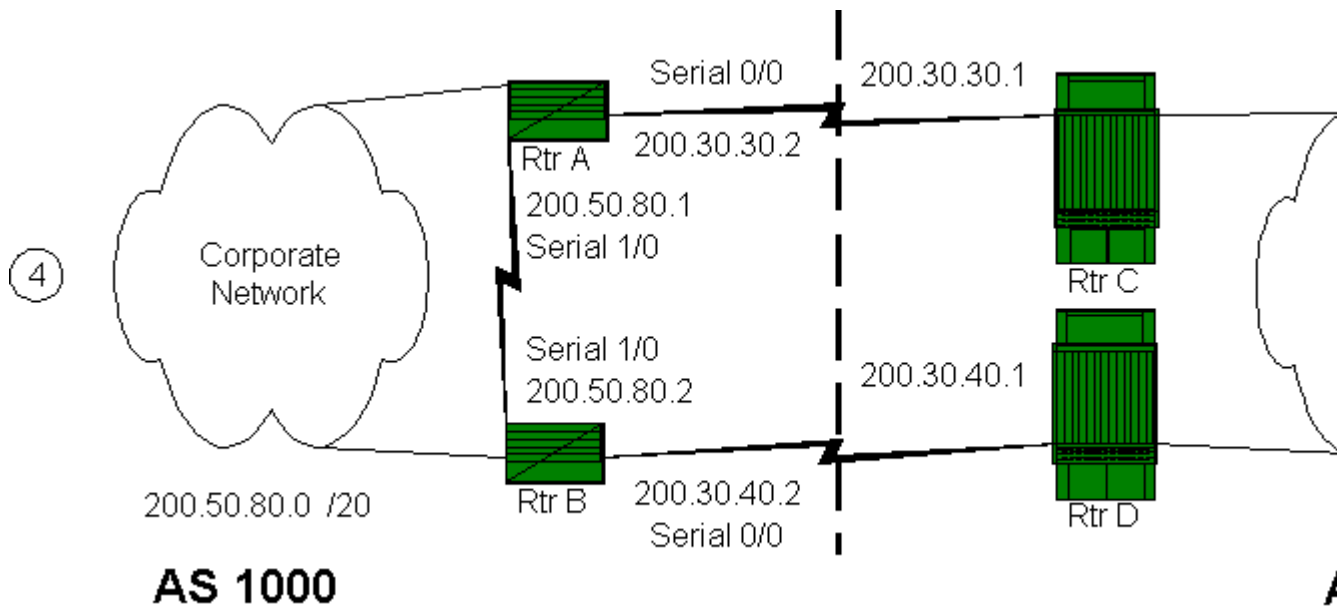 Serial 0/0
200.30.30.1
200.30.30.2
Rtr A
200.50.80.1
Serial 1/0
4
Corporate
Network
Rtr C
Serial 1/0
200.50.80.2
200.30.40.1
Rtr B
200.50.80.0 /20
200.30.40.2
Serial 0/0
Rtr D
AS 1000